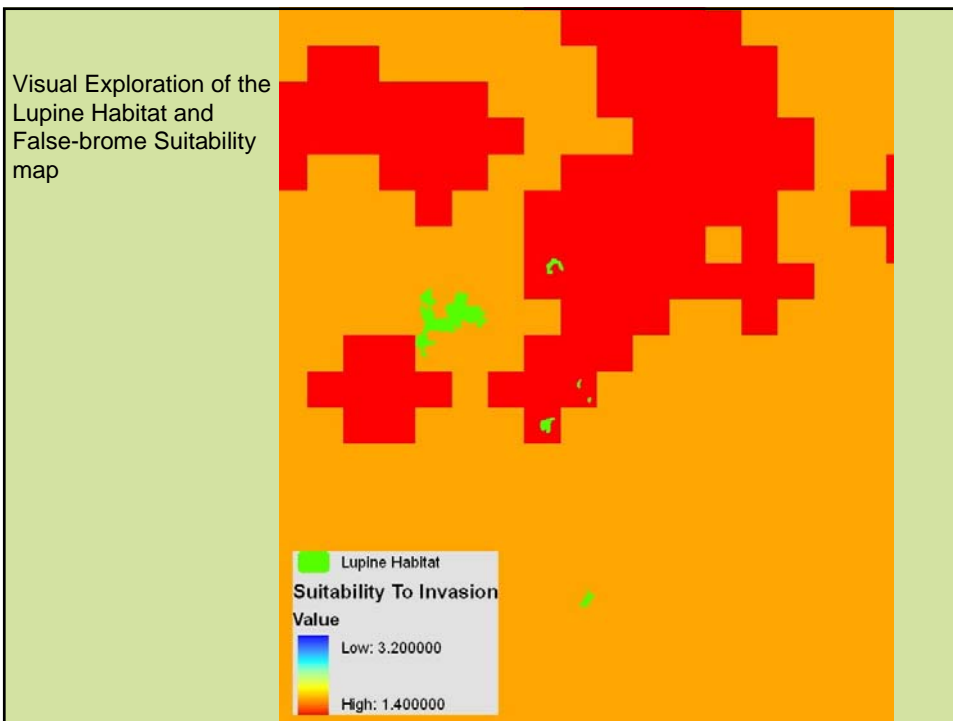 Visual Exploration of the
Lupine Habitat and
False-brome Suitability
map
Lupine Habitat
Suitability To Invasion
Value
Low: 3.200000
High: 1.400000